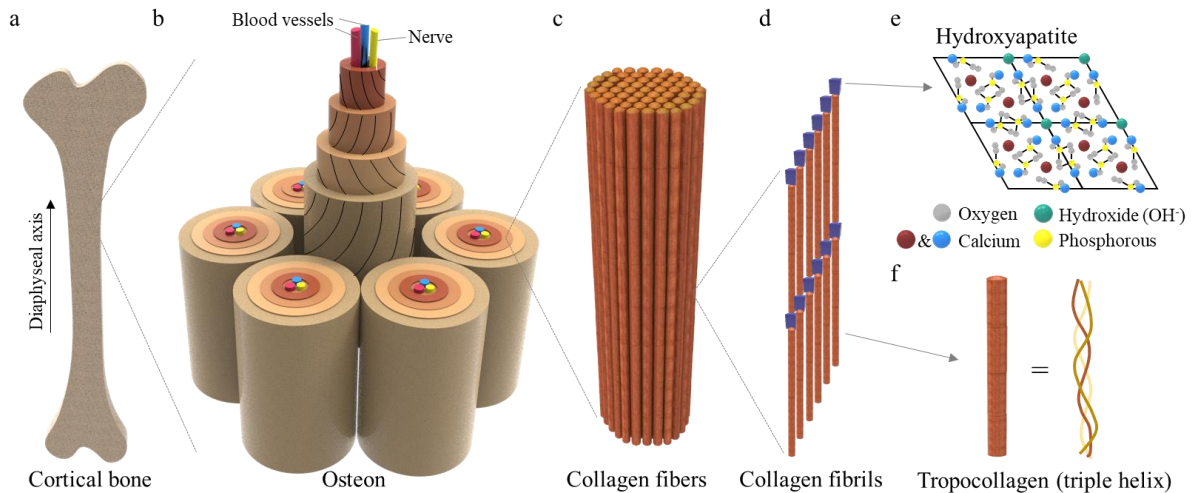 a
b
c
d
e
Blood vessels
Nerve
Hydroxyapatite
Diaphyseal axis
Oxygen
Hydroxide (OH-)
& Calcium
Phosphorous
f
=
Cortical bone
Osteon
Collagen fibers
Collagen fibrils
Tropocollagen (triple helix)